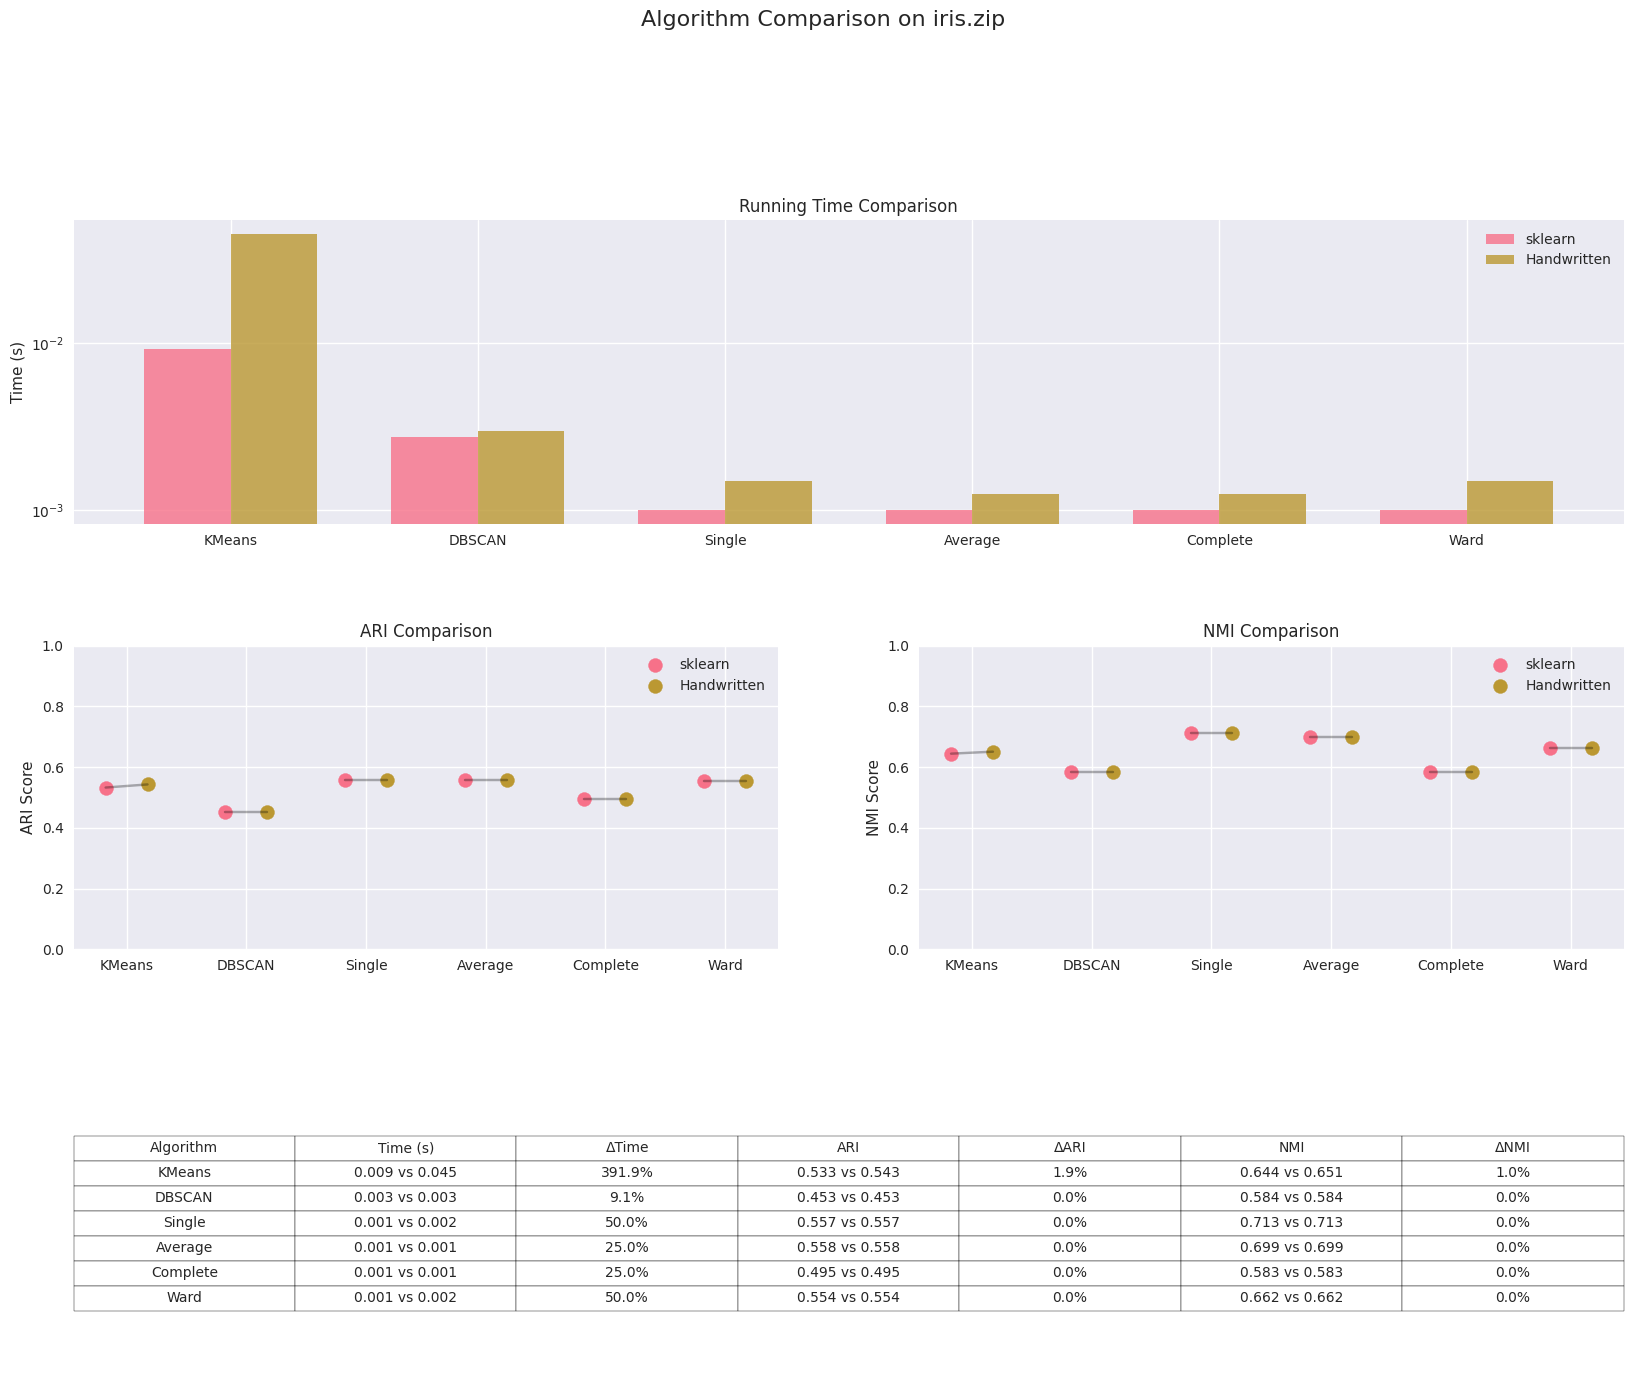 Algorithm Comparison on iris.zip
Running Time Comparison
sklearn
Handwritten
Time (s)
10⁻²
10⁻³
KMeans DBSCAN Single Average Complete Ward
ARI Comparison
sklearn
Handwritten
ARI Score
1.0
0.8
0.6
0.4
0.2
0.0
KMeans DBSCAN Single Average Complete Ward
NMI Comparison
sklearn
Handwritten
NMI Score
1.0
0.8
0.6
0.4
0.2
0.0
KMeans DBSCAN Single Average Complete Ward
Algorithm Time (s) ΔTime ARI ΔARI NMI ΔNMI
KMeans 0.009 vs 0.045 391.9% 0.533 vs 0.543 1.9% 0.644 vs 0.651 1.0%
DBSCAN 0.003 vs 0.003 9.1% 0.453 vs 0.453 0.0% 0.584 vs 0.584 0.0%
Single 0.001 vs 0.002 50.0% 0.557 vs 0.557 0.0% 0.713 vs 0.713 0.0%
Average 0.001 vs 0.001 25.0% 0.558 vs 0.558 0.0% 0.699 vs 0.699 0.0%
Complete 0.001 vs 0.001 25.0% 0.495 vs 0.495 0.0% 0.583 vs 0.583 0.0%
Ward 0.001 vs 0.002 50.0% 0.554 vs 0.554 0.0% 0.662 vs 0.662 0.0%